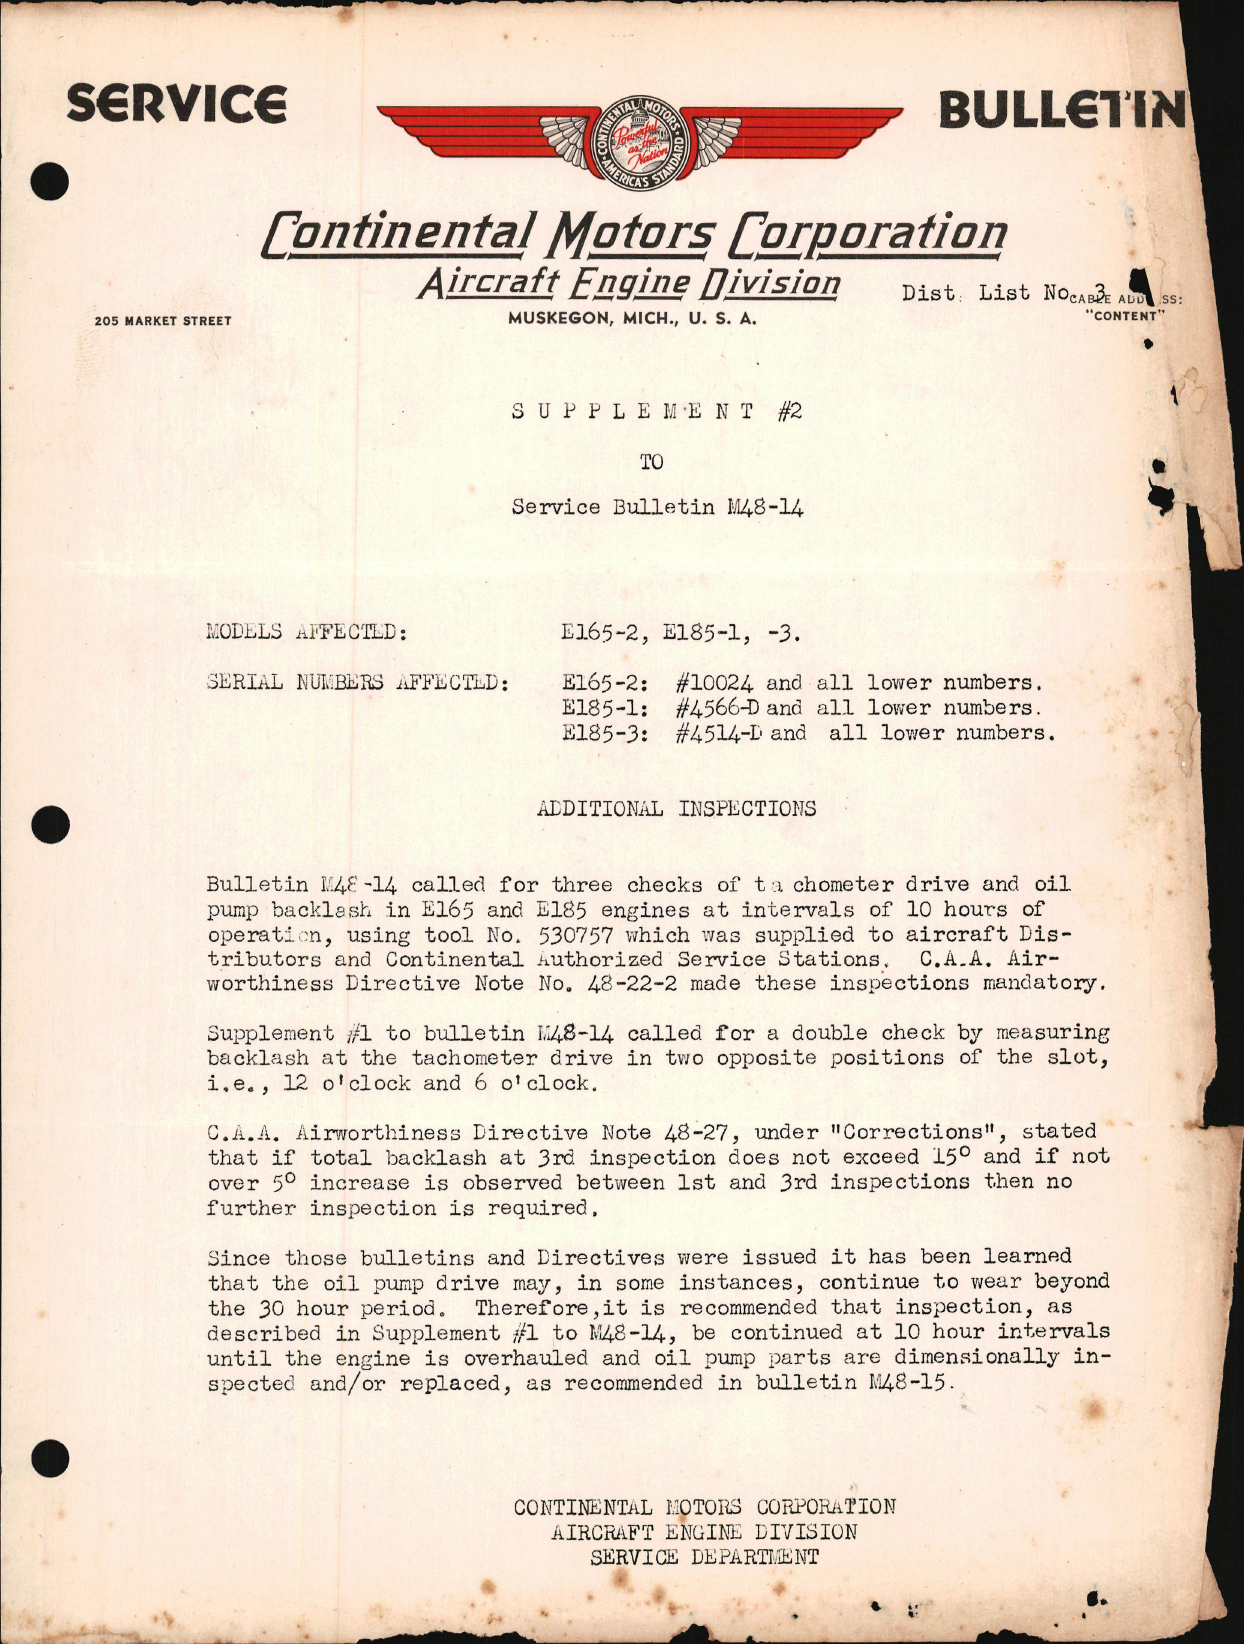 SERVICE
BULLETIN
CONTINENTAL MOTORS
Powerful
as the
Nation
AMERICA'S STANDARD
Continental Motors Corporation
Aircraft Engine Division
Dist. List No. 3
CABLE ADD SS:
"CONTENT"
205 MARKET STREET
MUSKEGON, MICH., U. S. A.
S U P P L E M E N T #2
TO
Service Bulletin M48-14
MODELS AFFECTED: E165-2, E185-1, -3.
SERIAL NUMBERS AFFECTED: E165-2: #10024 and all lower numbers.
E185-1: #4566-D and all lower numbers.
E185-3: #4514-D and all lower numbers.
ADDITIONAL INSPECTIONS
Bulletin M48-14 called for three checks of ta chometer drive and oil
pump backlash in E165 and E185 engines at intervals of 10 hours of
operation, using tool No. 530757 which was supplied to aircraft Dis-
tributors and Continental Authorized Service Stations. C.A.A. Air-
worthiness Directive Note No. 48-22-2 made these inspections mandatory.
Supplement #1 to bulletin M48-14 called for a double check by measuring
backlash at the tachometer drive in two opposite positions of the slot,
i.e., 12 o'clock and 6 o'clock.
C.A.A. Airworthiness Directive Note 48-27, under "Corrections", stated
that if total backlash at 3rd inspection does not exceed 15° and if not
over 5° increase is observed between 1st and 3rd inspections then no
further inspection is required.
Since those bulletins and Directives were issued it has been learned
that the oil pump drive may, in some instances, continue to wear beyond
the 30 hour period. Therefore,it is recommended that inspection, as
described in Supplement #1 to M48-14, be continued at 10 hour intervals
until the engine is overhauled and oil pump parts are dimensionally in-
spected and/or replaced, as recommended in bulletin M48-15.
CONTINENTAL MOTORS CORPORATION
AIRCRAFT ENGINE DIVISION
SERVICE DEPARTMENT